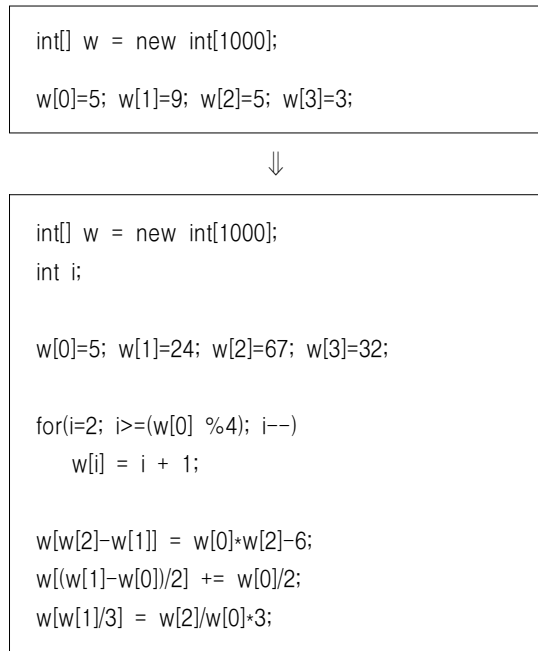 int[] w = new int[1000];
w[0]=5; w[1]=9; w[2]=5; w[3]=3;
⇓
int[] w = new int[1000];
int i;
w[0]=5; w[1]=24; w[2]=67; w[3]=32;
for(i=2; i>=(w[0] %4); i--)
w[i] = i + 1;
w[w[2]-w[1]] = w[0]*w[2]-6;
w[(w[1]-w[0])/2] += w[0]/2;
w[w[1]/3] = w[2]/w[0]*3;